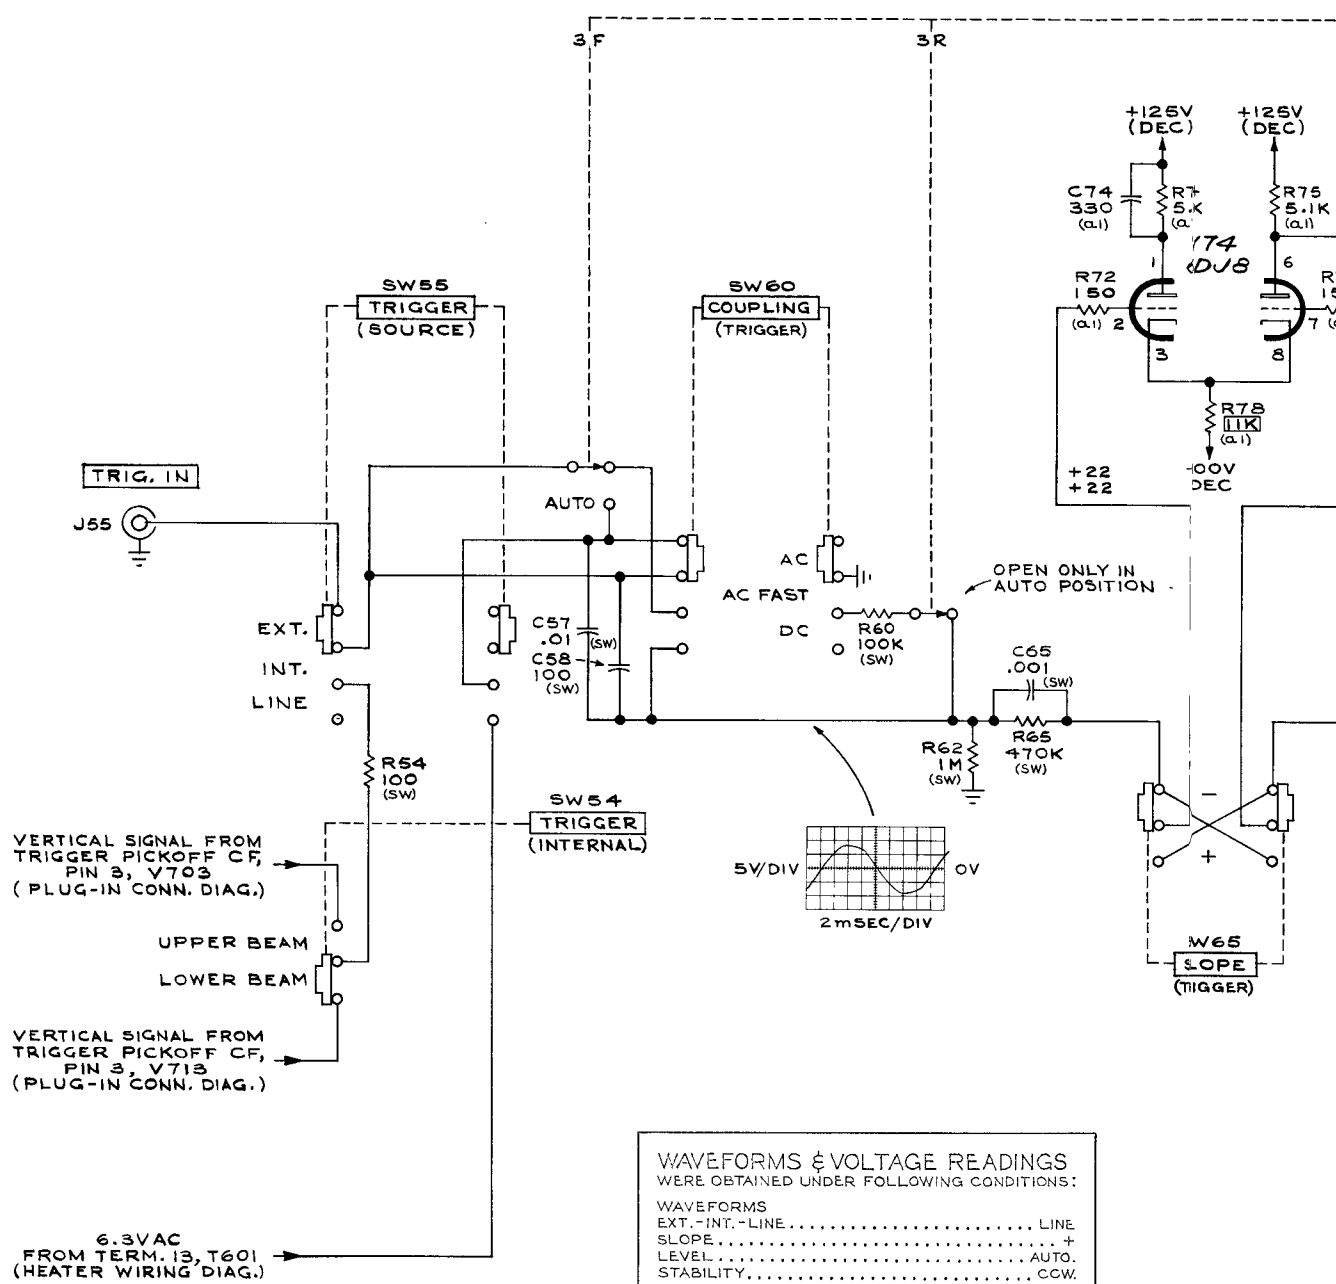 3F
3R
+125V
(DEC)
+125V
(DEC)
C74
330
(a1)
R75
5.1K
(a1)
1
6
R72
150
(a1)
2
7
3
8
R78
11K
(a1)
DEC
+22
+22
SW55
TRIGGER
(SOURCE)
SW60
COUPLING
(TRIGGER)
TRIG. IN
J55
AUTO
EXT.
INT.
LINE
AC
AC FAST
DC
OPEN ONLY IN
AUTO POSITION
C57
.01
(SW)
C58
100
(SW)
R60
100K
(SW)
C65
.001
(SW)
R65
470K
(SW)
R62
1M
(SW)
R54
100
(SW)
SW54
TRIGGER
(INTERNAL)
VERTICAL SIGNAL FROM
TRIGGER PICKOFF CF,
PIN 3, V703
(PLUG-IN CONN. DIAG.)
UPPER BEAM
LOWER BEAM
VERTICAL SIGNAL FROM
TRIGGER PICKOFF CF,
PIN 3, V713
(PLUG-IN CONN. DIAG.)
5V/DIV
0V
2mSEC/DIV
−
+
W65
SLOPE
(TIGGER)
6.3VAC
FROM TERM. 13, T601
(HEATER WIRING DIAG.)
WAVEFORMS & VOLTAGE READINGS
WERE OBTAINED UNDER FOLLOWING CONDITIONS:
WAVEFORMS
EXT.-INT.-LINE..........................LINE
SLOPE..........................+
LEVEL..........................AUTO.
STABILITY..........................CCW.